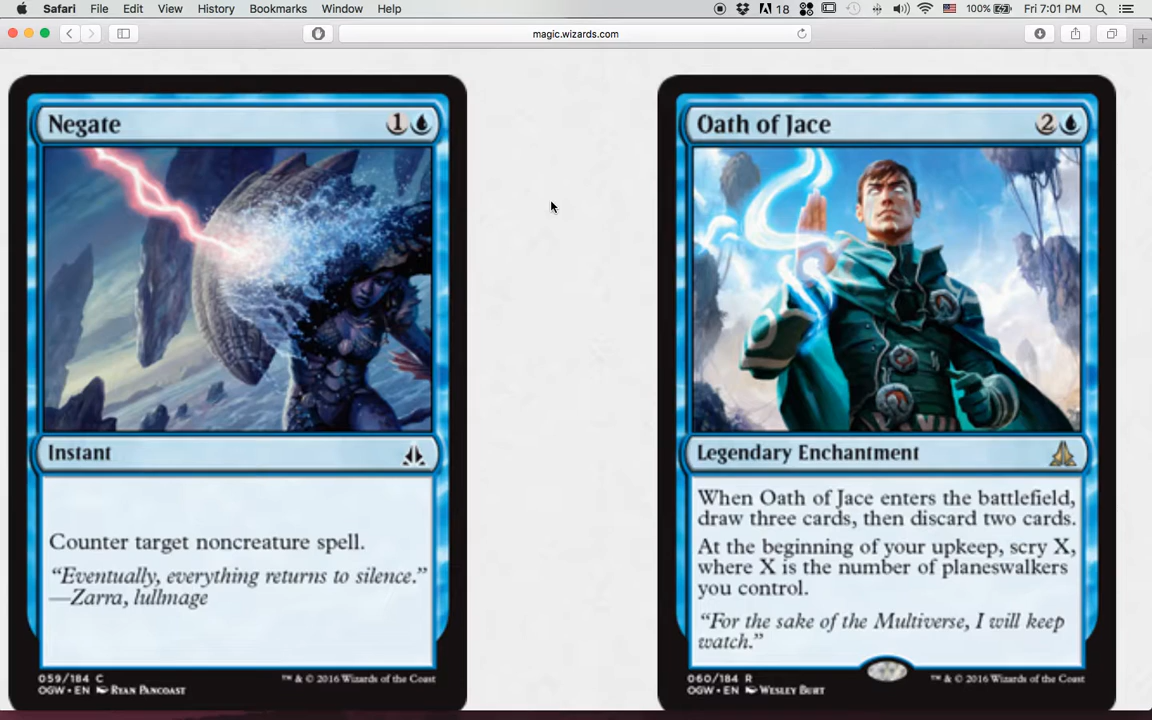 Safari File Edit View History Bookmarks Window Help 18 100% Fri 7:01 PM
magic.wizards.com
Negate 1
Instant
Counter target noncreature spell.
“Eventually, everything returns to silence.”
—Zarra, lullmage
059/184 C
OGW • EN Ryan Pancoast
™ & © 2016 Wizards of the Coast
Oath of Jace 2
Legendary Enchantment
When Oath of Jace enters the battlefield,
draw three cards, then discard two cards.
At the beginning of your upkeep, scry X,
where X is the number of planeswalkers
you control.
“For the sake of the Multiverse, I will keep
watch.”
060/184 R
OGW • EN Wesley Burt
™ & © 2016 Wizards of the Coast